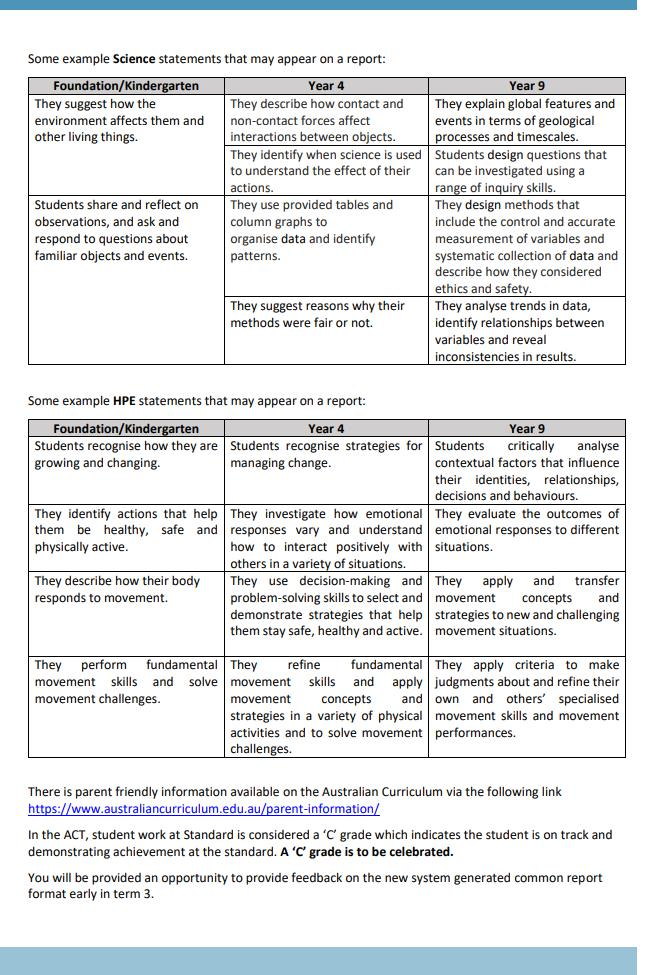 Some example Science statements that may appear on a report:
Foundation/Kindergarten
Year 4
Year 9
They suggest how the
environment affects them and
other living things.
They describe how contact and
non-contact forces affect
interactions between objects.
They explain global features and
events in terms of geological
processes and timescales.
They identify when science is used
to understand the effect of their
actions.
Students design questions that
can be investigated using a
range of inquiry skills.
Students share and reflect on
observations, and ask and
respond to questions about
familiar objects and events.
They use provided tables and
column graphs to
organise data and identify
patterns.
They design methods that
include the control and accurate
measurement of variables and
systematic collection of data and
describe how they considered
ethics and safety.
They suggest reasons why their
methods were fair or not.
They analyse trends in data,
identify relationships between
variables and reveal
inconsistencies in results.
Some example HPE statements that may appear on a report:
Foundation/Kindergarten
Year 4
Year 9
Students recognise how they are
growing and changing.
Students recognise strategies for
managing change.
Students critically analyse
contextual factors that influence
their identities, relationships,
decisions and behaviours.
They identify actions that help
them be healthy, safe and
physically active.
They investigate how emotional
responses vary and understand
how to interact positively with
others in a variety of situations.
They evaluate the outcomes of
emotional responses to different
situations.
They describe how their body
responds to movement.
They use decision-making and
problem-solving skills to select and
demonstrate strategies that help
them stay safe, healthy and active.
They apply and transfer
movement concepts and
strategies to new and challenging
movement situations.
They perform fundamental
movement skills and solve
movement challenges.
They refine fundamental
movement skills and apply
movement concepts and
strategies in a variety of physical
activities and to solve movement
challenges.
They apply criteria to make
judgments about and refine their
own and others’ specialised
movement skills and movement
performances.
There is parent friendly information available on the Australian Curriculum via the following link
https://www.australiancurriculum.edu.au/parent-information/
In the ACT, student work at Standard is considered a ‘C’ grade which indicates the student is on track and
demonstrating achievement at the standard. A ‘C’ grade is to be celebrated.
You will be provided an opportunity to provide feedback on the new system generated common report
format early in term 3.